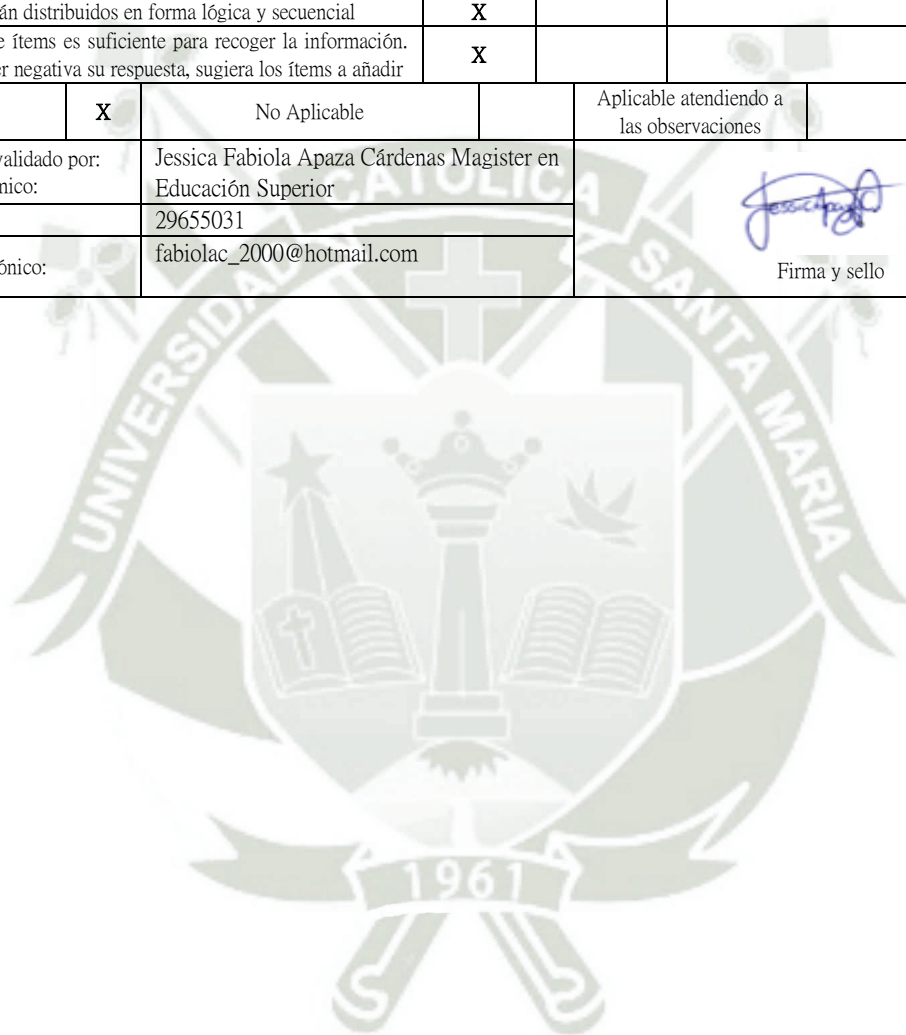 án distribuidos en forma lógica y secuencial X
e ítems es suficiente para recoger la información. X
er negativa su respuesta, sugiera los ítems a añadir
X No Aplicable Aplicable atendiendo a
las observaciones
validado por: Jessica Fabiola Apaza Cárdenas Magister en
nico: Educación Superior
29655031
ónico: fabiolac_2000@hotmail.com
Firma y sello
UNIVERSIDAD CATOLICA SANTA MARIA
1961